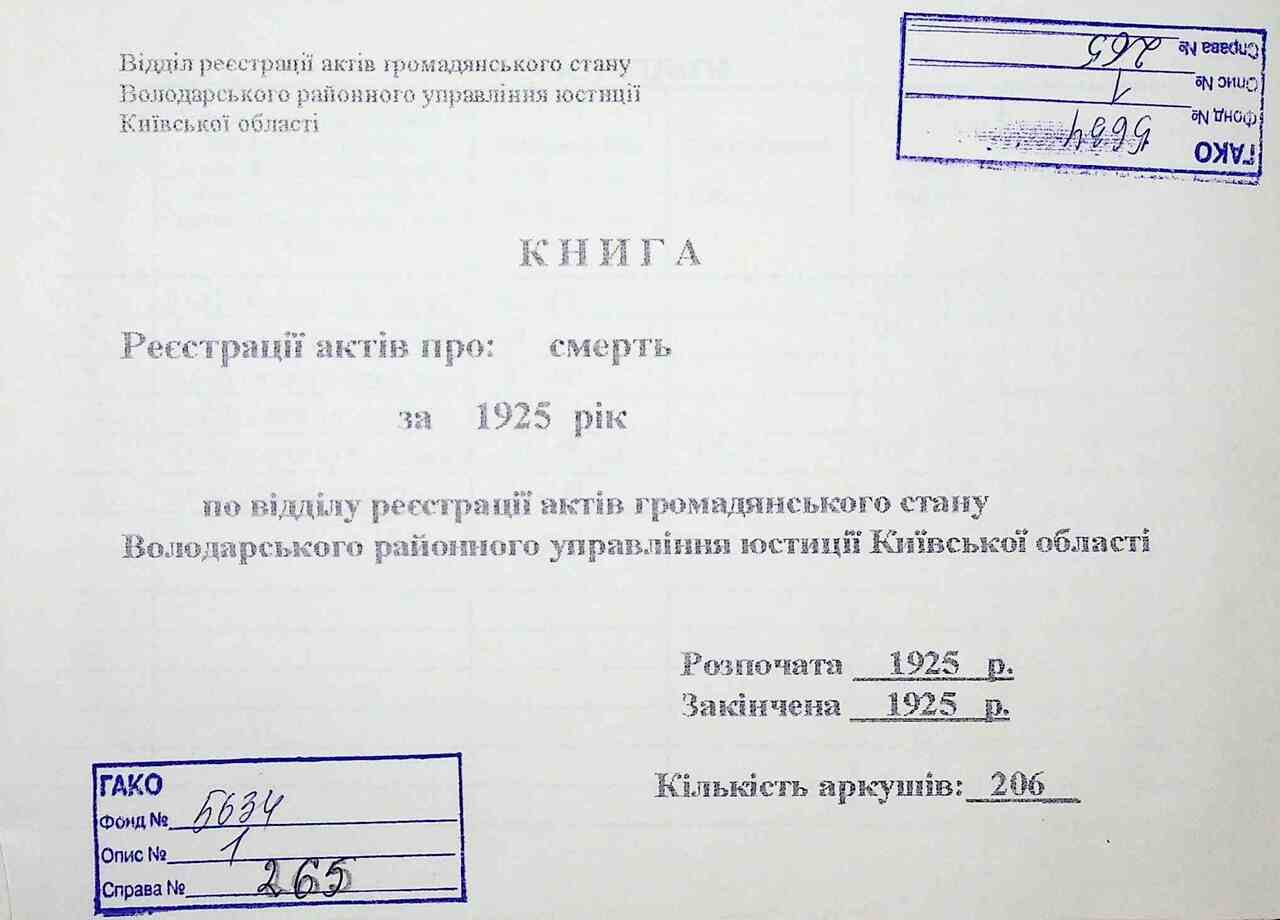 Відділ реєстрації актів громадянського стану
Володарського районного управління юстиції
Київської області
ГАКО
Фонд № 5634
Опис № 1
Справа № 265
КНИГА
Реєстрації актів про: смерть
за 1925 рік
по відділу реєстрації актів громадянського стану
Володарського районного управління юстиції Київської області
Розпочата 1925 р.
Закінчена 1925 р.
Кількість аркушів: 206
ГАКО
Фонд № 5634
Опис № 1
Справа № 265